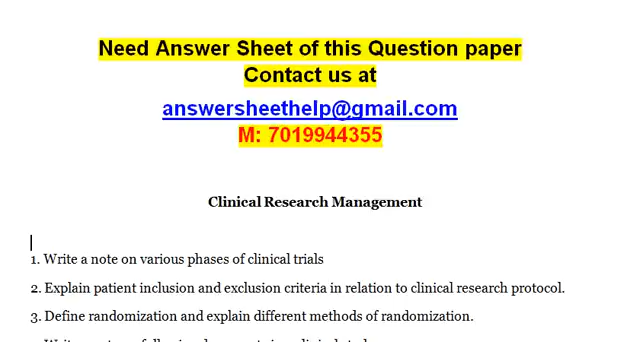 Need Answer Sheet of this Question paper
Contact us at
answersheethelp@gmail.com
M: 7019944355
Clinical Research Management
1. Write a note on various phases of clinical trials
2. Explain patient inclusion and exclusion criteria in relation to clinical research protocol.
3. Define randomization and explain different methods of randomization.